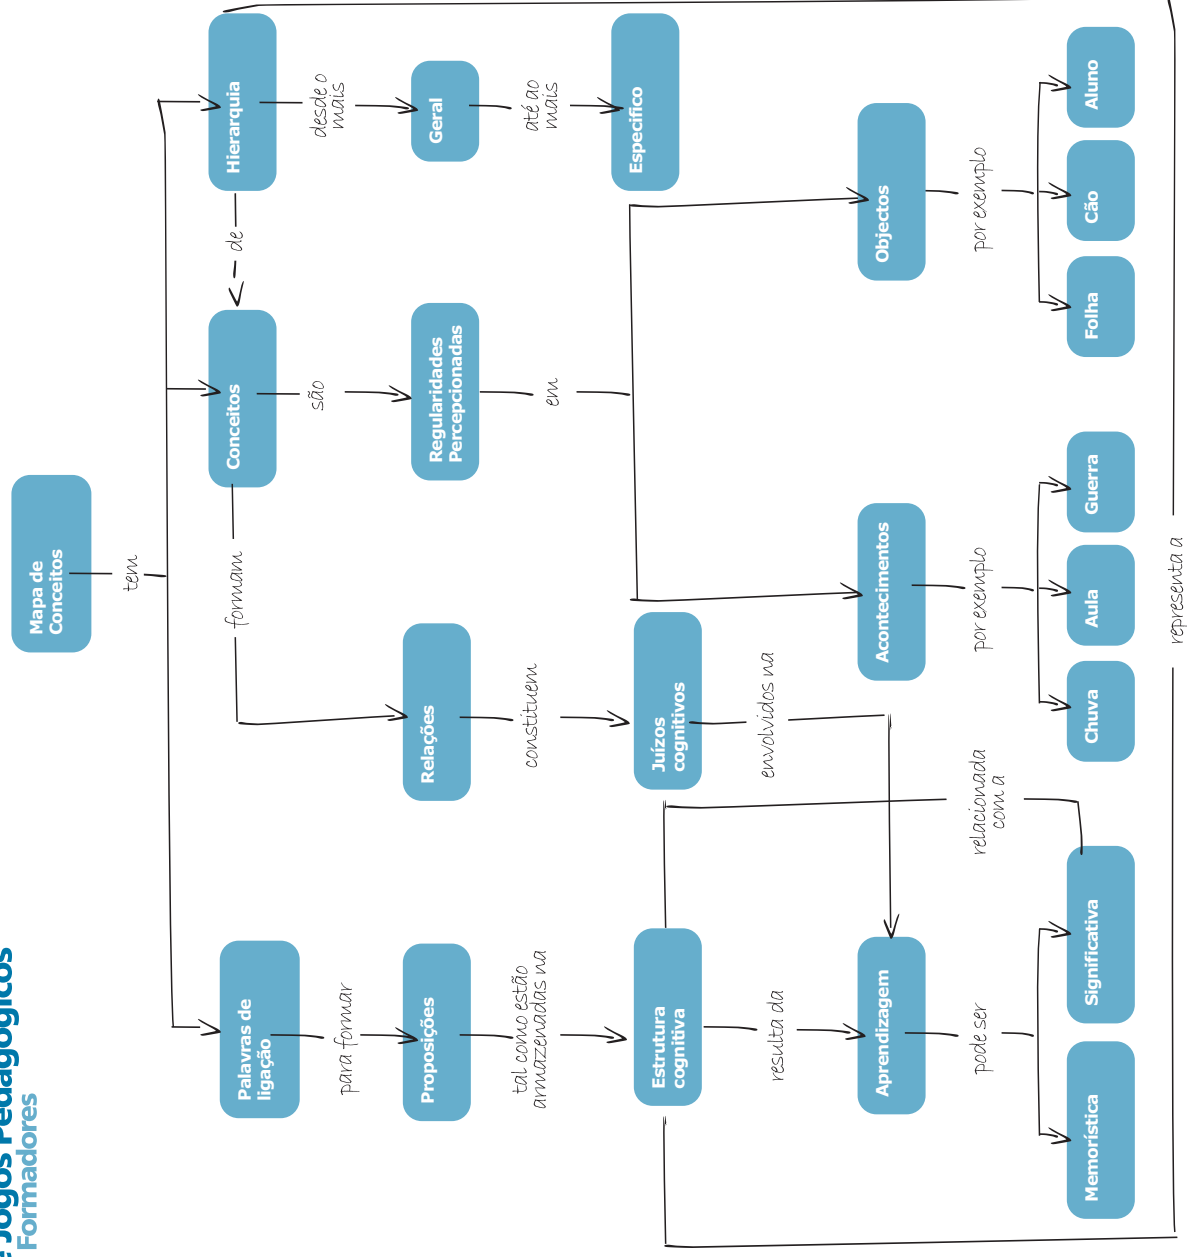 e Jogos Pedagógicos
Formadores
Mapa de
Conceitos
tem
Palavras de
ligação
formam
Conceitos
de
Hierarquia
para formar
são
desde o
mais
Proposições
Relações
Regularidades
Percepcionadas
Geral
tal como estão
armazenadas na
constituem
em
até ao
mais
Estrutura
cognitiva
Juízos
cognitivos
Especifico
resulta da
envolvidos na
Aprendizagem
Acontecimentos
Objectos
pode ser
relacionada
com a
por exemplo
por exemplo
Memorística
Significativa
Chuva
Aula
Guerra
Folha
Cão
Aluno
representa a